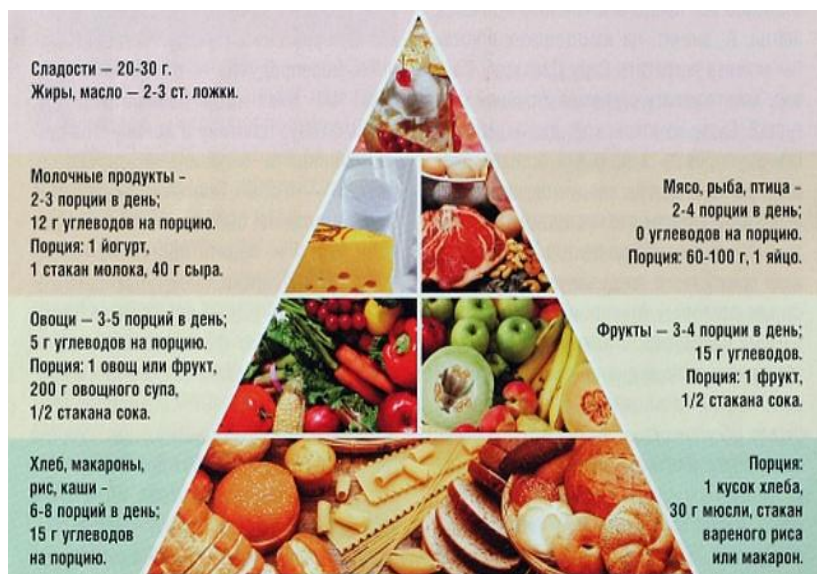 Сладости – 20-30 г.
Жиры, масло – 2-3 ст. ложки.
Молочные продукты -
2-3 порции в день;
12 г углеводов на порцию.
Порция: 1 йогурт,
1 стакан молока, 40 г сыра.
Мясо, рыба, птица -
2-4 порции в день;
0 углеводов на порцию.
Порция: 60-100 г, 1 яйцо.
Овощи – 3-5 порций в день;
5 г углеводов на порцию.
Порция: 1 овощ или фрукт,
200 г овощного супа,
1/2 стакана сока.
Фрукты – 3-4 порции в день;
15 г углеводов.
Порция: 1 фрукт,
1/2 стакана сока.
Хлеб, макароны,
рис, каши -
6-8 порций в день;
15 г углеводов
на порцию.
Порция:
1 кусок хлеба,
30 г мюсли, стакан
вареного риса
или макарон.